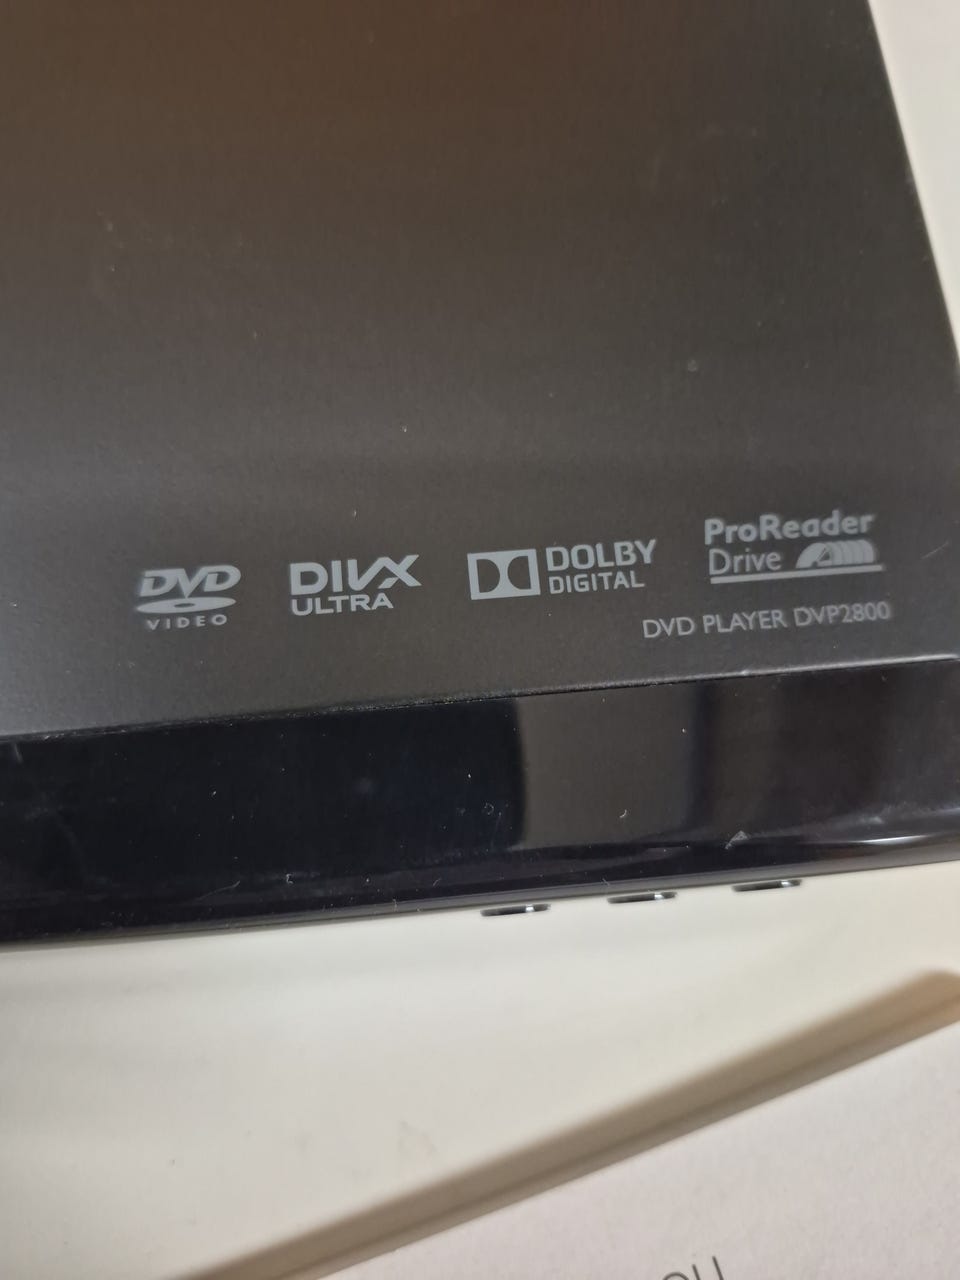 DVD
VIDEO
DIVX
ULTRA
DOLBY
DIGITAL
ProReader
Drive
DVD PLAYER DVP2800